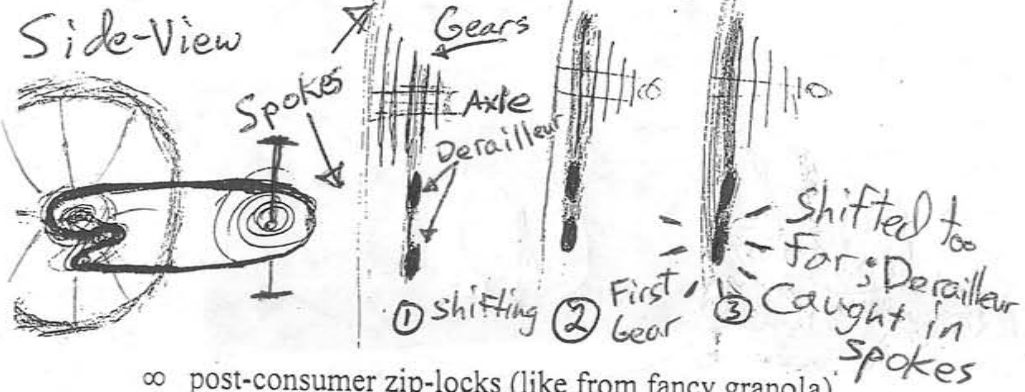 Side-View
Spokes
Gears
Axle
Derailleur
① Shifting
② First
Gear
③ Shifted too
far; Derailleur
Caught in
Spokes
∞ post-consumer zip-locks (like from fancy granola)